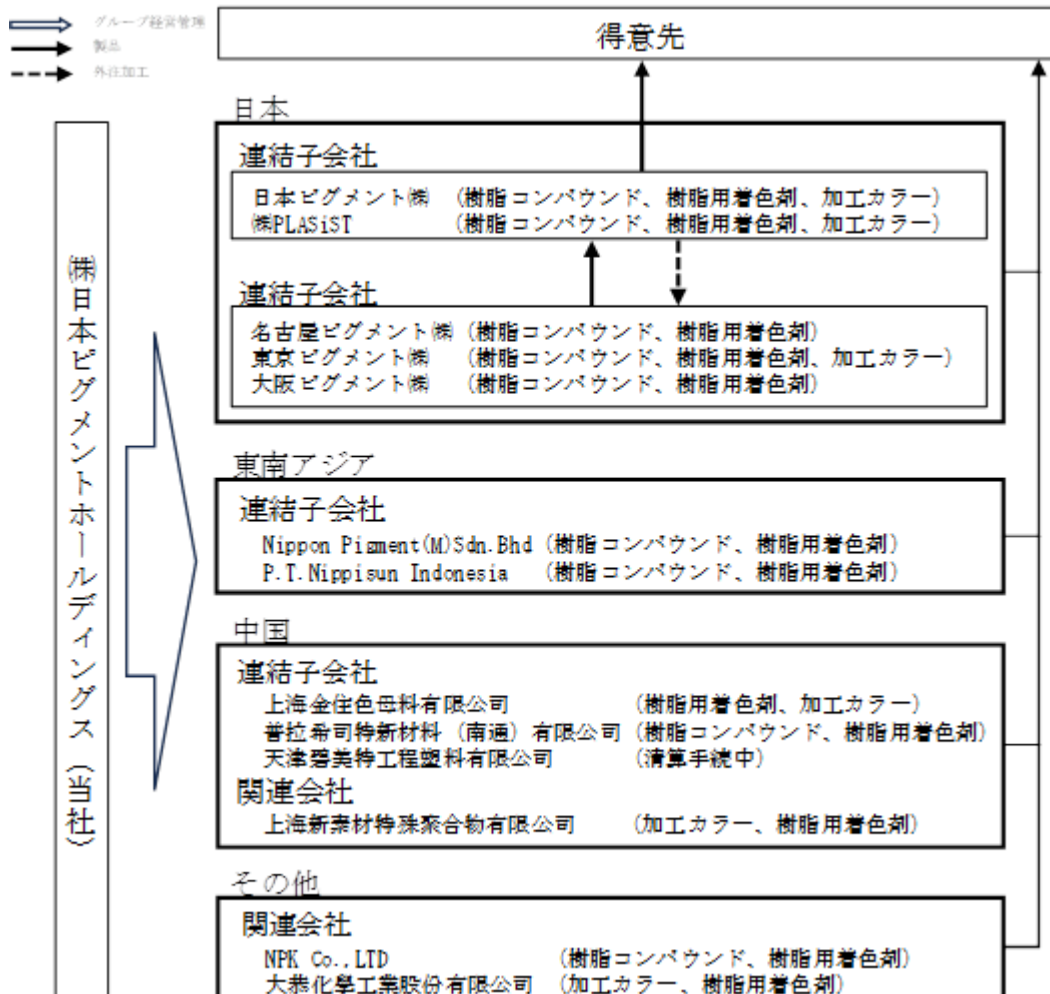 グループ経営管理
製品
外注加工
得意先
㈱日本ピグメントホールディングス（当社）
日本
連結子会社
日本ピグメント㈱ （樹脂コンパウンド、樹脂用着色剤、加工カラー）
㈱PLASiST （樹脂コンパウンド、樹脂用着色剤、加工カラー）
連結子会社
名古屋ピグメント㈱（樹脂コンパウンド、樹脂用着色剤）
東京ピグメント㈱ （樹脂コンパウンド、樹脂用着色剤、加工カラー）
大阪ピグメント㈱ （樹脂コンパウンド、樹脂用着色剤）
東南アジア
連結子会社
Nippon Pigment(M)Sdn.Bhd（樹脂コンパウンド、樹脂用着色剤）
P.T.Nippisun Indonesia （樹脂コンパウンド、樹脂用着色剤）
中国
連結子会社
上海金住色母料有限公司 （樹脂用着色剤、加工カラー）
普拉希司特新材料（南通）有限公司（樹脂コンパウンド、樹脂用着色剤）
天津碧美特工程塑料有限公司 （清算手続中）
関連会社
上海新素材特殊聚合物有限公司 （加工カラー、樹脂用着色剤）
その他
関連会社
NPK Co.,LTD （樹脂コンパウンド、樹脂用着色剤）
大恭化學工業股份有限公司 （加工カラー、樹脂用着色剤）